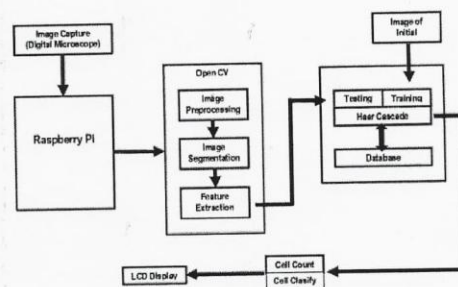 Image Capture
(Digital Microscope)
Raspberry Pi
Open CV
Image
Preprocessing
Image
Segmentation
Feature
Extraction
Image of
Initial
Testing
Training
Haar Cascade
Database
Cell Count
Cell Clasify
LCD Display